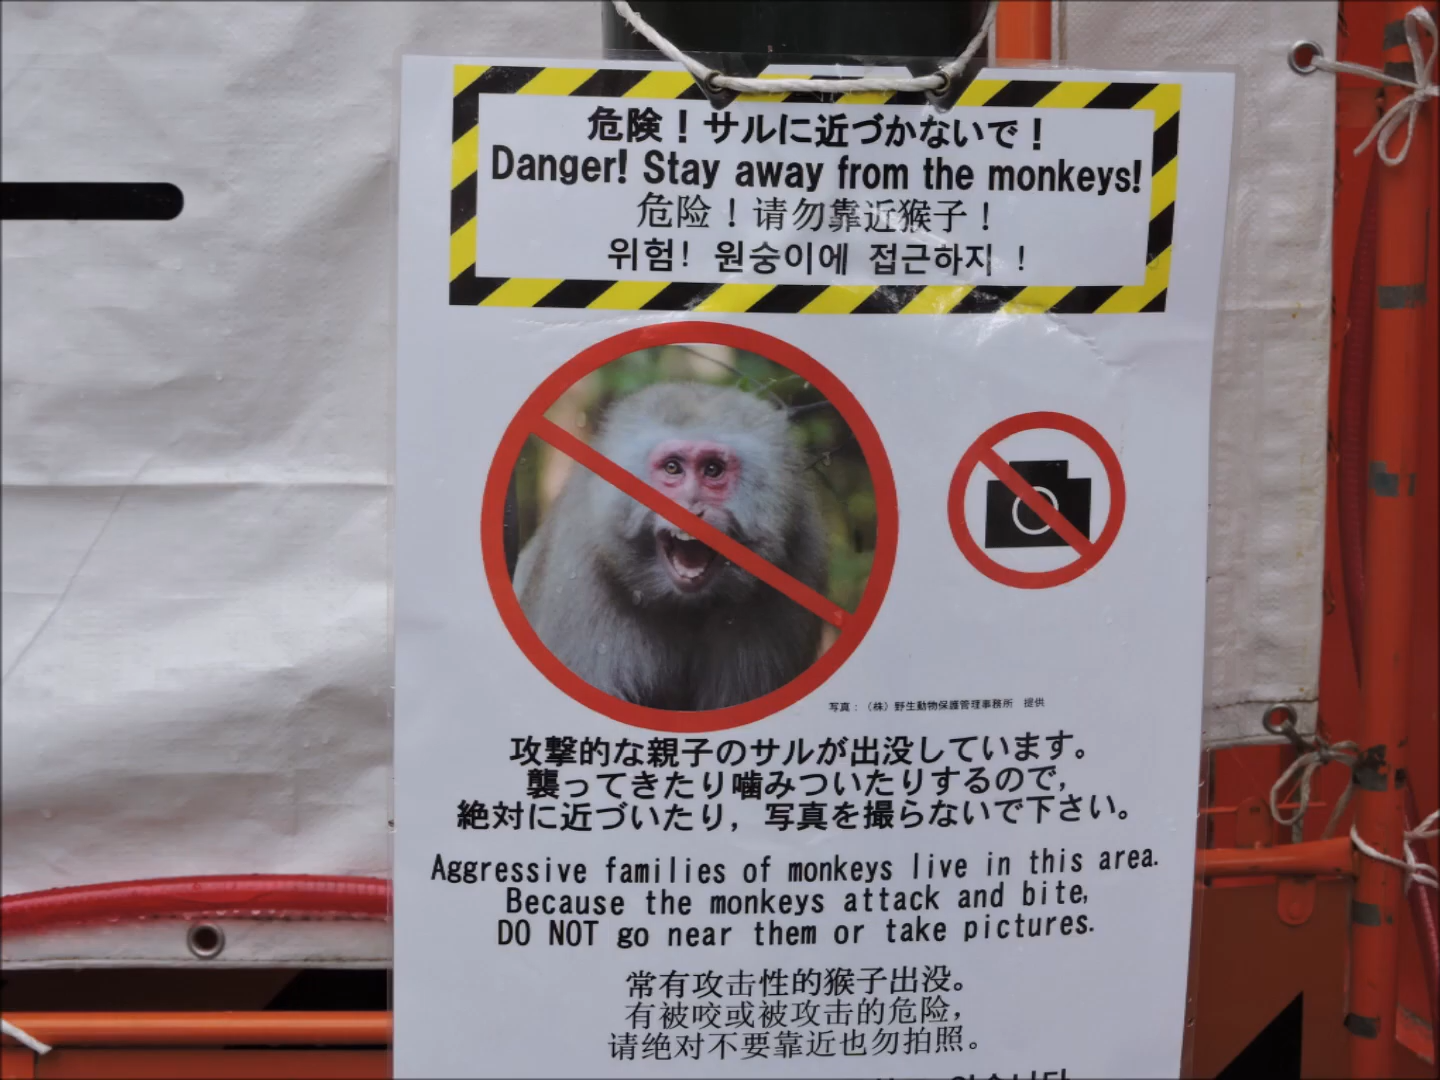 危険！サルに近づかないで！
Danger! Stay away from the monkeys!
危险！请勿靠近猴子！
위험! 원숭이에 접근하지 !
写真：（株）野生動物保護管理事務所　提供
攻撃的な親子のサルが出没しています。
襲ってきたり噛みついたりするので，
絶対に近づいたり，写真を撮らないで下さい。
Aggressive families of monkeys live in this area.
Because the monkeys attack and bite,
DO NOT go near them or take pictures.
常有攻击性的猴子出没。
有被咬或被攻击的危险，
请绝对不要靠近也勿拍照。